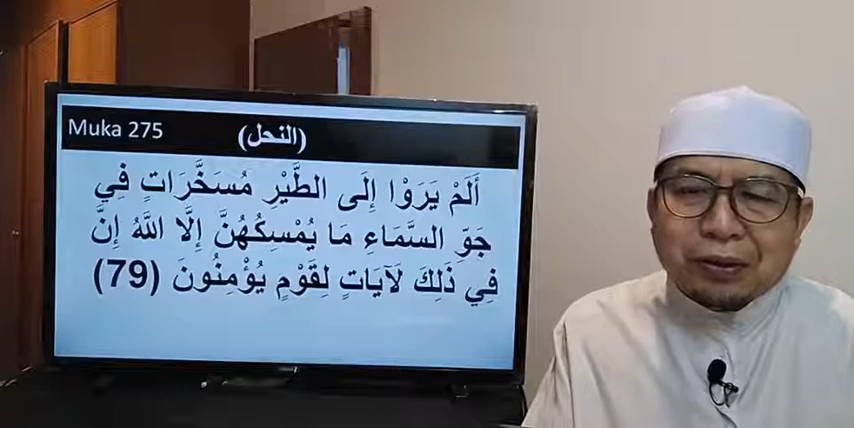 Muka 275 (النحل)
أَلَمْ يَرَوْا إِلَى الطَّيْرِ مُسَخَّرَاتٍ فِي
جَوِّ السَّمَاءِ مَا يُمْسِكُهُنَّ إِلَّا اللَّهُ إِنَّ
فِي ذَلِكَ لَآيَاتٍ لِقَوْمٍ يُؤْمِنُونَ (79)